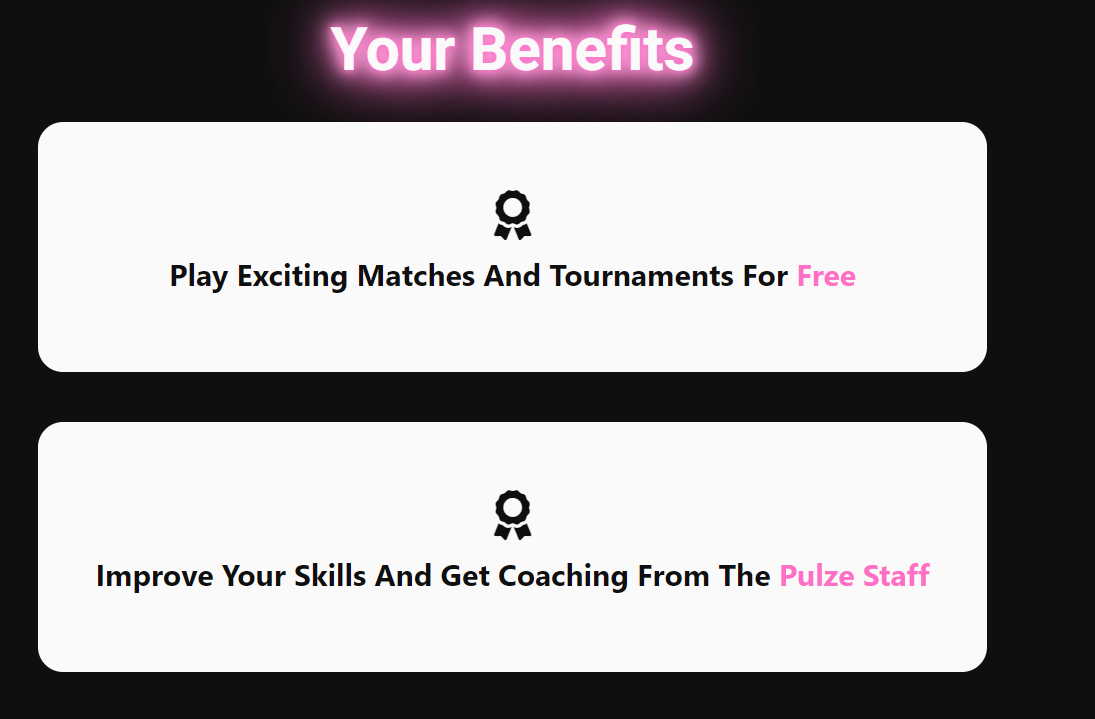 Your Benefits
Play Exciting Matches And Tournaments For Free
Improve Your Skills And Get Coaching From The Pulze Staff